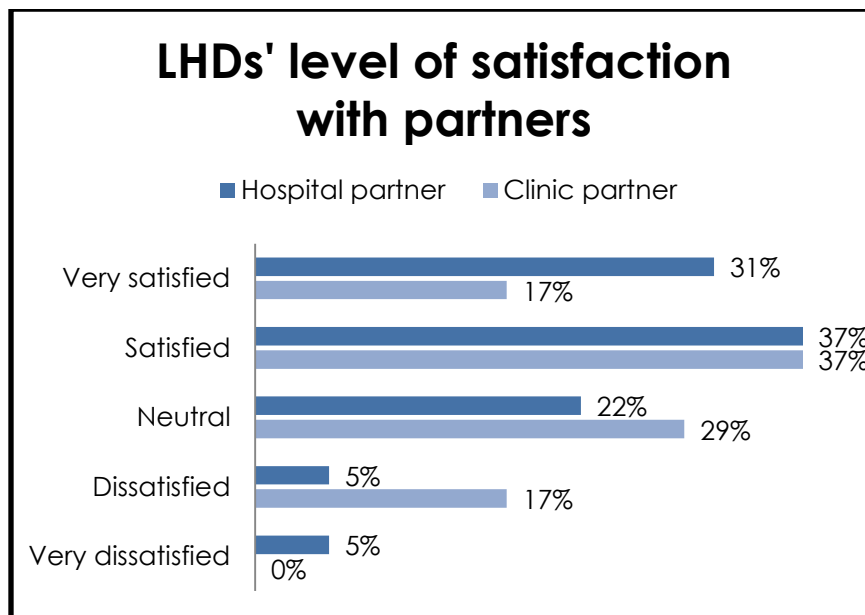 LHDs' level of satisfaction
with partners
Hospital partner Clinic partner
Very satisfied 31%
17%
Satisfied 37%
37%
Neutral 22%
29%
Dissatisfied 5%
17%
Very dissatisfied 5%
0%